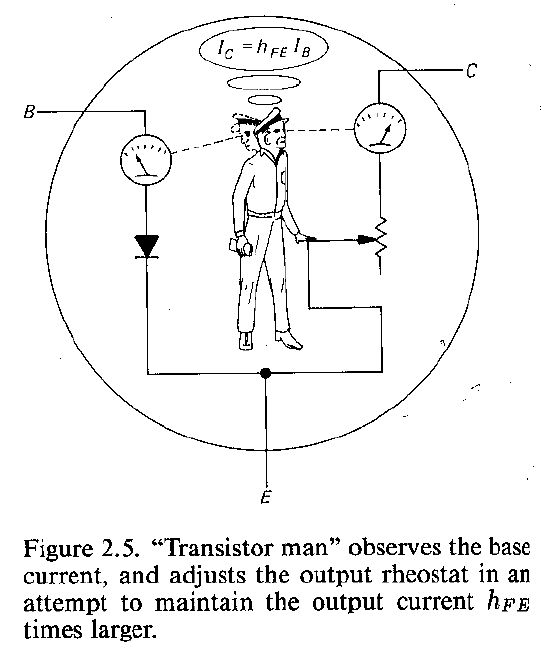 I_C = h_FE I_B
C
B
E
Figure 2.5. “Transistor man” observes the base
current, and adjusts the output rheostat in an
attempt to maintain the output current h_FE
times larger.